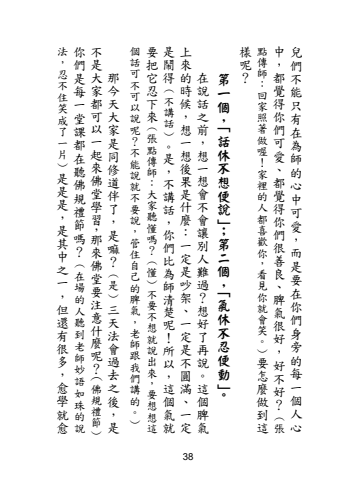 兒們不能只有在為師的心中可愛，而是要在你們身旁的每一個人心
中，都覺得你們可愛、都覺得你們很善良、脾氣很好，好不好？（張
點傳師：回家照著做喔！家裡的人都喜歡你，看見你就會笑。）要怎麼做到這
樣呢？
第一個，「話休不想便說」；第二個，「氣休不忍便動」。
在說話之前，想一想會不會讓別人難過？想好了再說。這個脾氣
上來的時候，想一想後果是什麼：一定是吵架、一定是不圓滿、一定
是鬧得（不講話）。是，不講話，你們比為師清楚呢！所以，這個氣就
要把它忍下來（張點傳師：大家聽懂嗎？（懂）不要不想就說出來，要想想這
個話可不可以說呢？不能說就不要說，管住自己的脾氣，老師跟我們講的。）
那今天大家是同修道伴了，是嘛？（是）三天法會過去之後，是
不是大家都可以一起來佛堂學習，那來佛堂要注意什麼呢？（佛規禮節）
你們是每一堂課都在聽佛規禮節嗎？（在場的人聽到老師妙語如珠的說
法，忍不住笑成了一片）是是是，是其中之一，但還有很多，愈學就愈
38